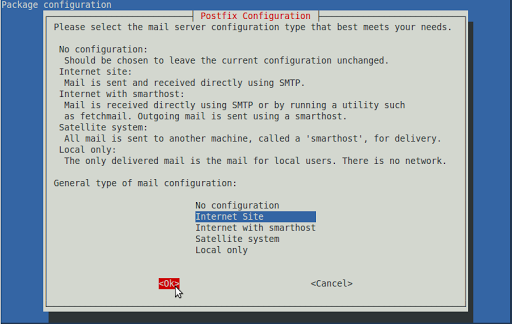 Package configuration
Postfix Configuration
Please select the mail server configuration type that best meets your needs.
No configuration:
Should be chosen to leave the current configuration unchanged.
Internet site:
Mail is sent and received directly using SMTP.
Internet with smarthost:
Mail is received directly using SMTP or by running a utility such
as fetchmail. Outgoing mail is sent using a smarthost.
Satellite system:
All mail is sent to another machine, called a 'smarthost', for delivery.
Local only:
The only delivered mail is the mail for local users. There is no network.
General type of mail configuration:
No configuration
Internet Site
Internet with smarthost
Satellite system
Local only
<Ok> <Cancel>